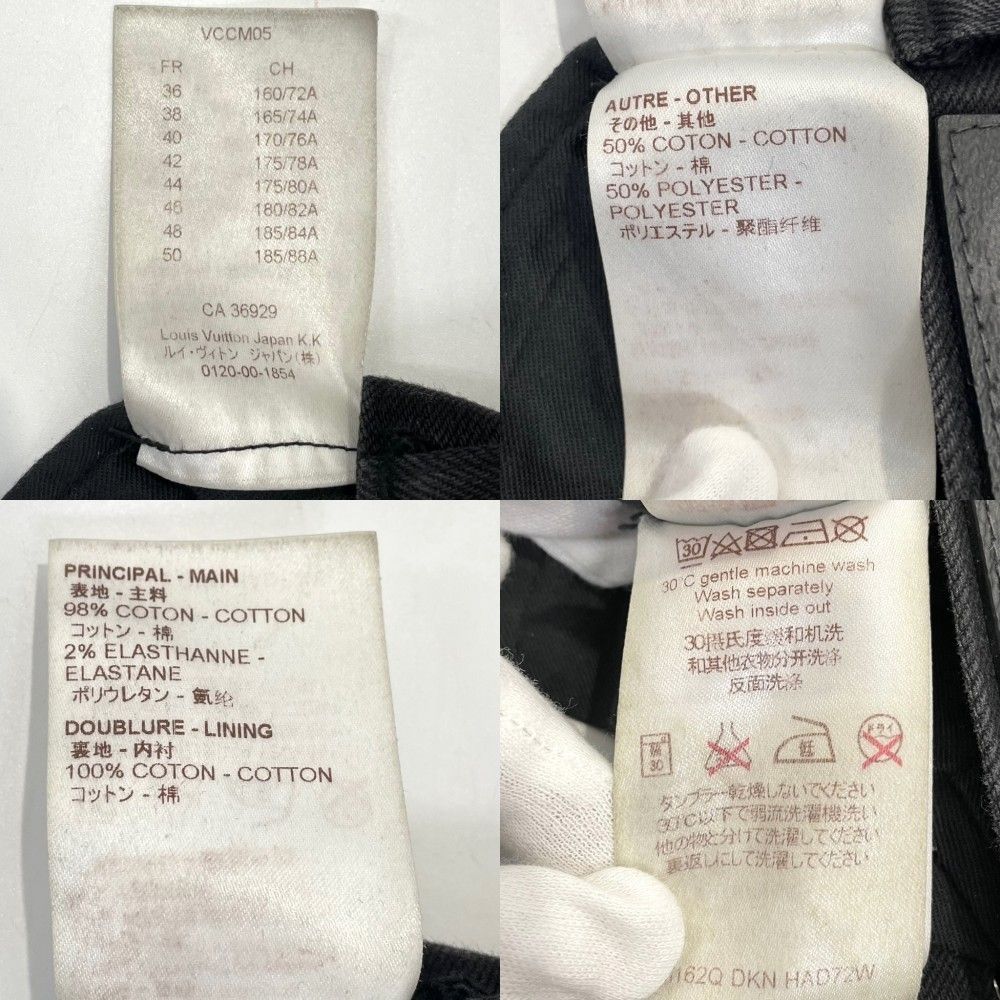 VCCM05
FR CH
36 160/72A
38 165/74A
40 170/76A
42 175/78A
44 175/80A
46 180/82A
48 185/84A
50 185/88A
CA 36929
Louis Vuitton Japan K.K
ルイ・ヴィトン ジャパン(株)
0120-00-1854
AUTRE - OTHER
その他 - 其他
50% COTON - COTTON
コットン - 棉
50% POLYESTER -
POLYESTER
ポリエステル - 聚酯纤维
PRINCIPAL - MAIN
表地 - 主料
98% COTON - COTTON
コットン - 棉
2% ELASTHANNE -
ELASTANE
ポリウレタン - 氨纶
DOUBLURE - LINING
裏地 - 内衬
100% COTON - COTTON
コットン - 棉
30
30°C gentle machine wash
Wash separately
Wash inside out
30摄氏度缓和机洗
和其他衣物分开洗涤
反面洗涤
弱 30 低 ドライ
タンブラー乾燥しないでください
30℃以下で弱流洗濯機洗い
他の物と分けて洗濯してください
裏返しにして洗濯してください
162Q DKN HAD72W